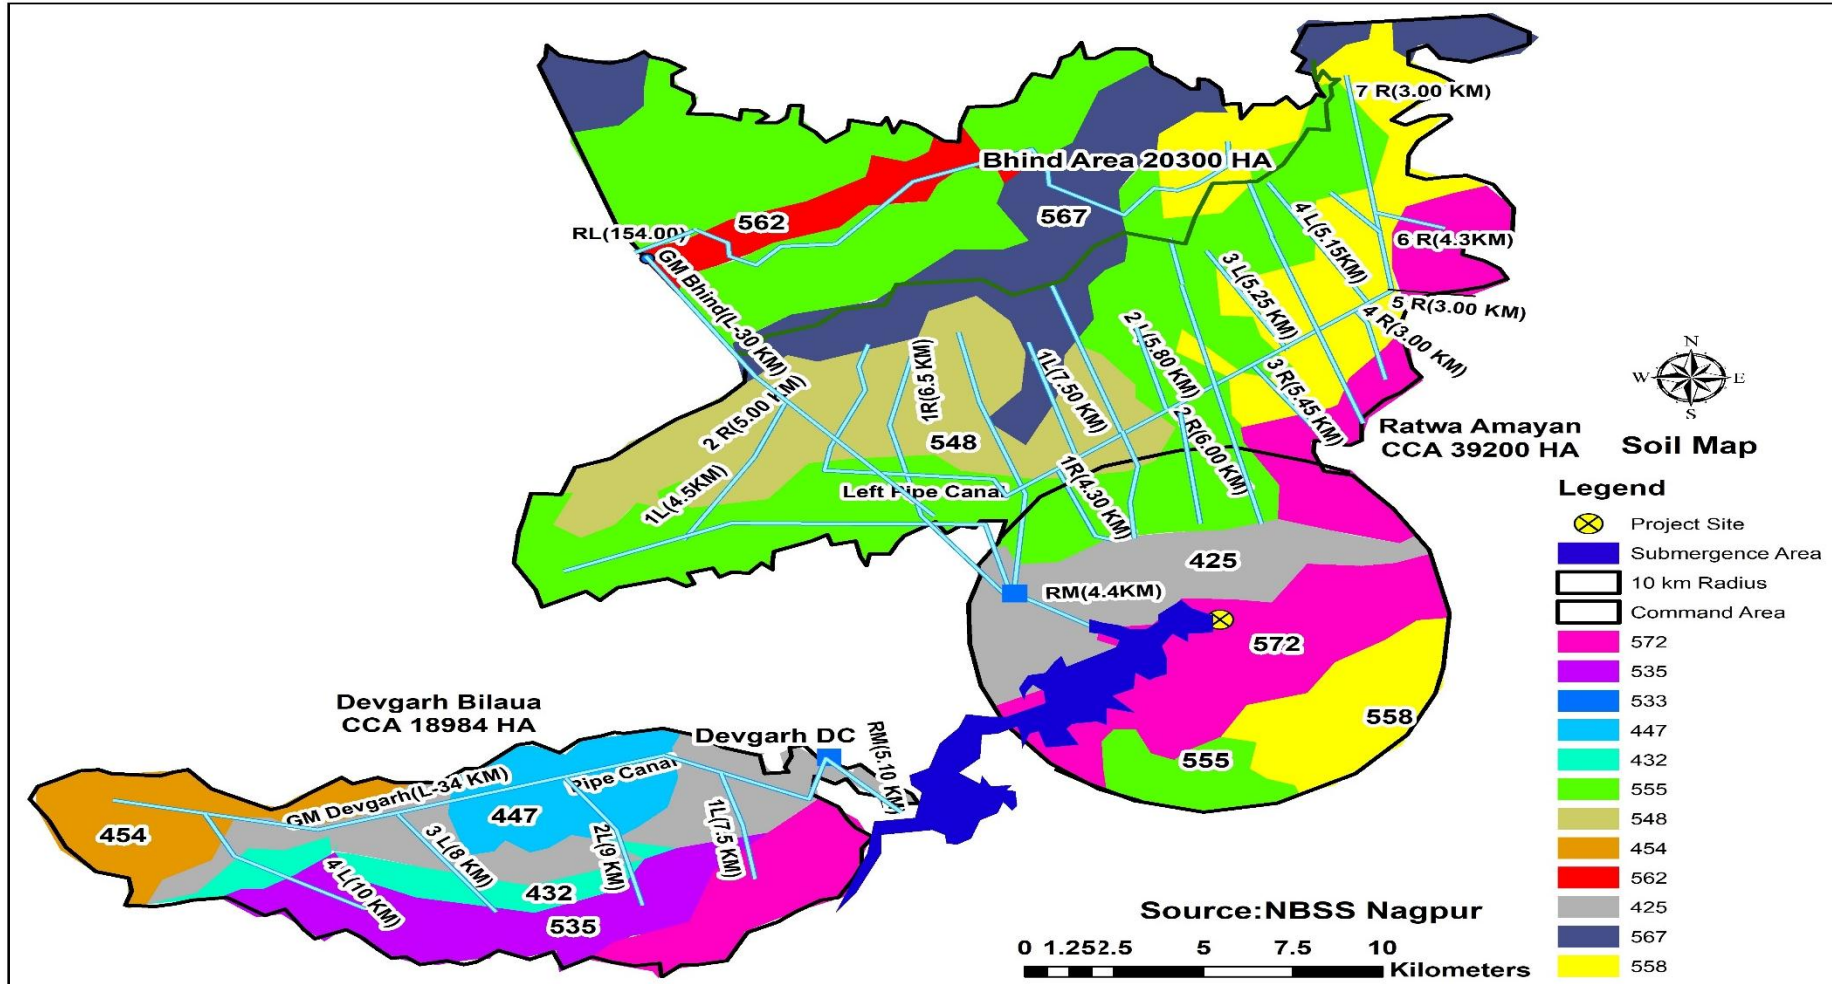 7 R(3.00 KM)
Bhind Area 20300 HA
562
567
RL(154.00)
4 L(5.15KM)
6 R(4.3KM)
GM Bhind(L-30 KM)
3 L(5.25 KM)
5 R(3.00 KM)
4 R(3.00 KM)
2 L(5.80 KM)
1R(6.5 KM)
1L(7.50 KM)
3 R(5.45 KM)
2 R(5.00 KM)
548
2 R(6.00 KM)
Ratwa Amayan
CCA 39200 HA
1L(4.5KM)
Left Pipe Canal
1R(4.30 KM)
425
RM(4.4KM)
572
558
555
Devgarh Bilaua
CCA 18984 HA
Devgarh DC
RM(5.10 KM)
GM Devgarh(L-34 KM)
Pipe Canal
454
447
3 L(8 KM)
2L(9 KM)
1L(7.5 KM)
4 L(10 KM)
432
535
N
W
E
S
Soil Map
Legend
Project Site
Submergence Area
10 km Radius
Command Area
572
535
533
447
432
555
548
454
562
425
567
558
Source:NBSS Nagpur
0 1.25 2.5 5 7.5 10
Kilometers